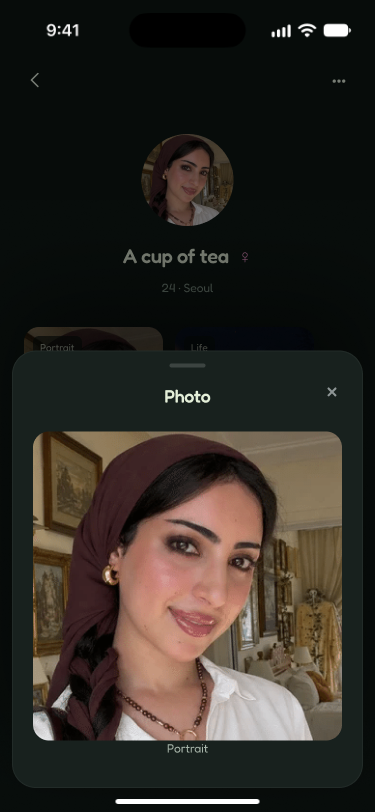 9:41
A cup of tea ♀
24 · Seoul
Portrait
Life
Photo
Portrait